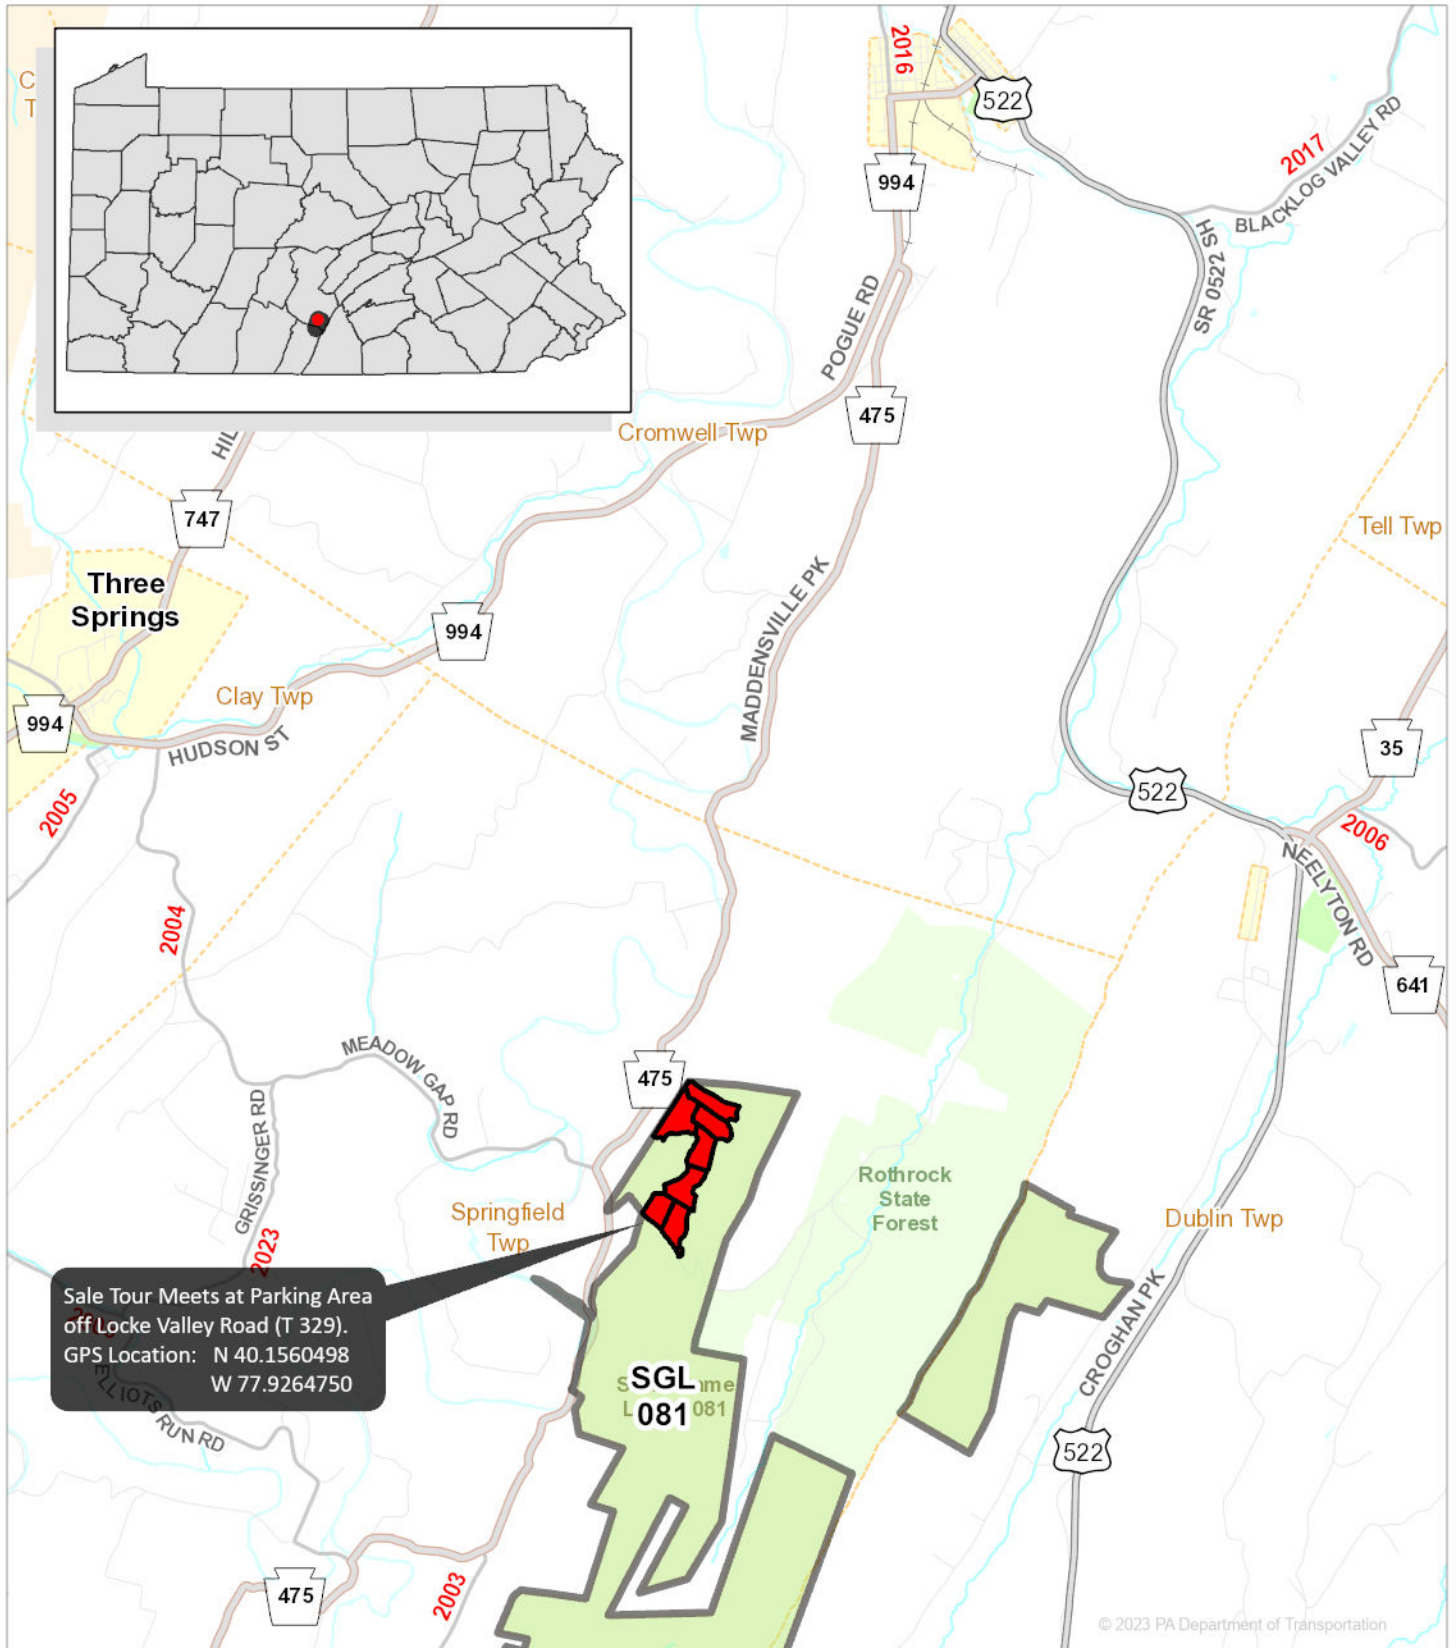 C
T
2016
522
2017
BLACKLOG VALLEY RD
994
SR 0522 SH
POGUE RD
475
Cromwell Twp
HIL
747
Tell Twp
Three
Springs
994
MADDENSVILLE PK
Clay Twp
994
HUDSON ST
35
522
2005
2006
NEELYTON RD
2004
641
MEADOW GAP RD
475
GRISSINGER RD
Rothrock
State
Forest
Springfield
Twp
Dublin Twp
2023
Sale Tour Meets at Parking Area
off Locke Valley Road (T 329).
GPS Location: N 40.1560498
W 77.9264750
CROGHAN PK
SGL
081
ELLIOTS RUN RD
522
475
2003
© 2023 PA Department of Transportation